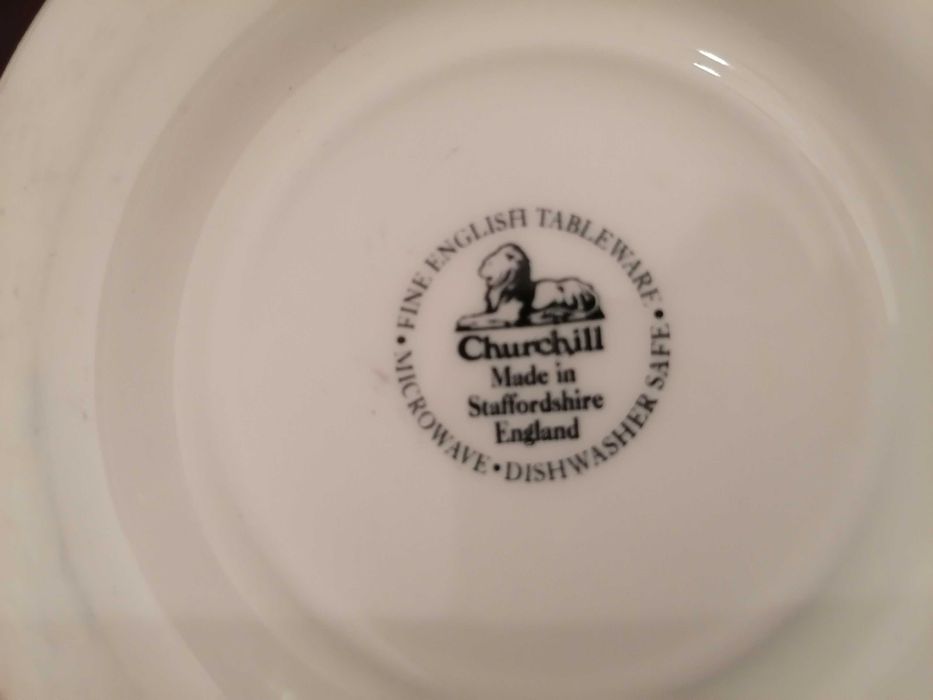 • FINE ENGLISH TABLEWARE •
Churchill
Made in
Staffordshire
England
MICROWAVE • DISHWASHER SAFE